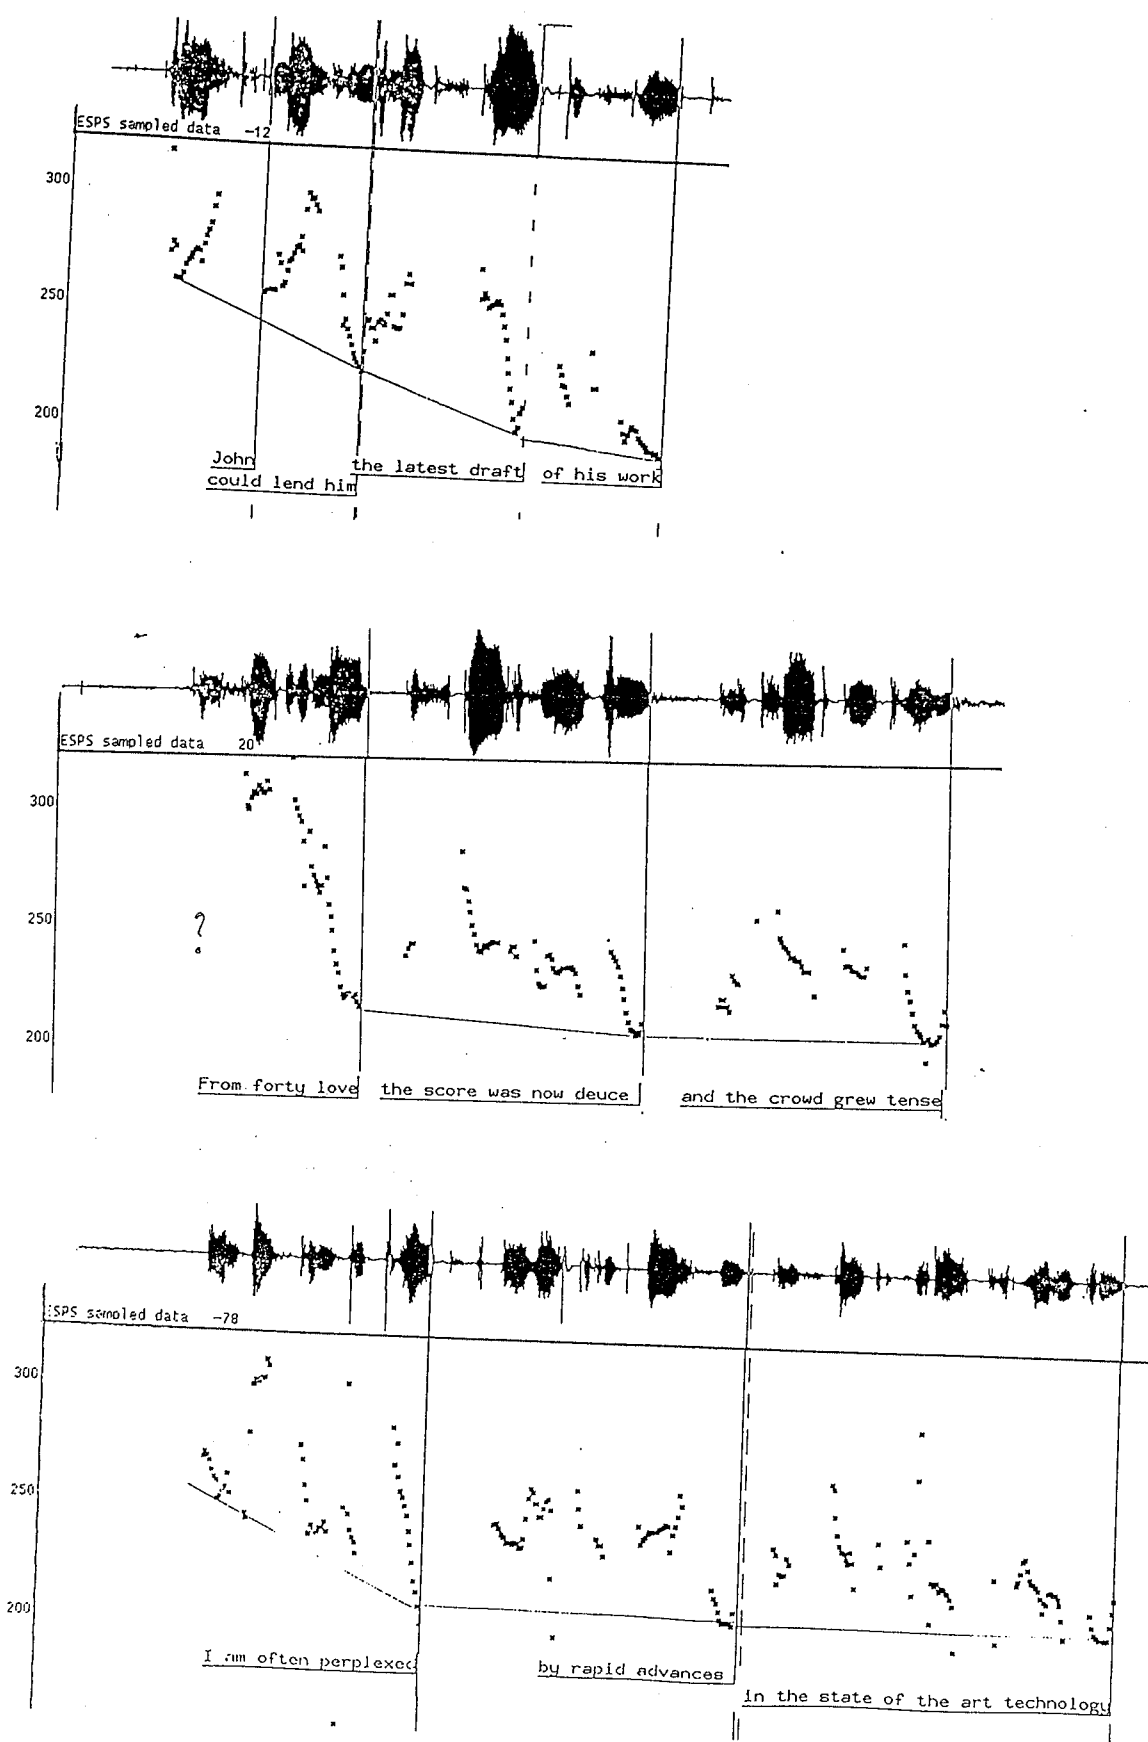 ESPS sampled data -12
300
250
200
John
could lend him
the latest draft
of his work
ESPS sampled data 20
300
250
?
200
From forty love
the score was now deuce
and the crowd grew tense
ESPS sampled data -78
300
250
200
I am often perplexed
by rapid advances
in the state of the art technology